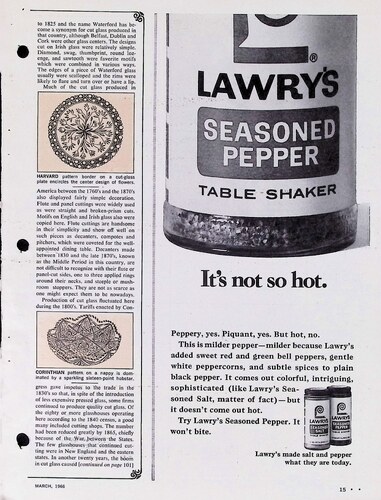 to 1825 and the name Waterford has be-
come a synonym for cut glass produced in
that country, although Belfast, Dublin and
Cork were other glass centers. The designs
cut on Irish glass were relatively simple.
Diamond, swag, thumbprint, round loz-
enge, and sawtooth were favorite motifs
which were combined in various ways.
The edges of a piece of Waterford glass
usually were scalloped and the rims were
likely to flare and turn over or have a lip.
Much of the cut glass produced in
HARVARD pattern border on a cut-glass
plate encircles the center design of flowers.
America between the 1760's and the 1870's
also displayed fairly simple decoration.
Flute and panel cuttings were widely used
as were straight and broken-prism cuts.
Motifs on English and Irish glass also were
copied here. Flute cuttings are handsome
in their simplicity and show off well on
such pieces as decanters, compotes and
pitchers, which were coveted for the well-
appointed dining table. Decanters made
between 1830 and the late 1870's, known
as the Middle Period in this country, are
not difficult to recognize with their flute or
panel-cut sides, one to three applied rings
around their necks, and steeple or mush-
room stoppers. They are not as scarce as
one might expect them to be nowadays.
Production of cut glass fluctuated here
during the 1800's. Tariffs enacted by Con-
CORINTHIAN pattern on a nappy is dom-
inated by a sparkling sixteen-point hobstar.
gress gave impetus to the trade in the
1830's so that, in spite of the introduction
of less expensive pressed glass, some firms
continued to produce quality cut glass. Of
the eighty or more glasshouses operating
here according to the 1840 census, a good
many included cutting shops. The number
had been reduced greatly by 1865, chiefly
because of the War between the States.
The few glasshouses that continued cut-
ting were in New England and the eastern
states. In another twenty years, the boom
in cut glass caused [continued on page 101]
MARCH, 1966
LAWRY'S
SEASONED
PEPPER
TABLE SHAKER
It's not so hot.
Peppery, yes. Piquant, yes. But hot, no.
This is milder pepper—milder because Lawry's
added sweet red and green bell peppers, gentle
white peppercorns, and subtle spices to plain
black pepper. It comes out colorful, intriguing,
sophisticated (like Lawry's Sea-
soned Salt, matter of fact)—but
it doesn't come out hot.
Try Lawry's Seasoned Pepper. It
won't bite.
Lawry's made salt and pepper
what they are today.
15